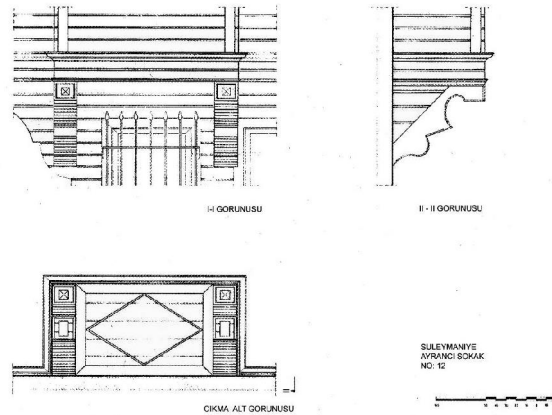 I-I GORUNUSU
II - II GORUNUSU
SULEYMANIYE
AYRANCI SOKAK
NO: 12
CIKMA ALT GORUNUSU